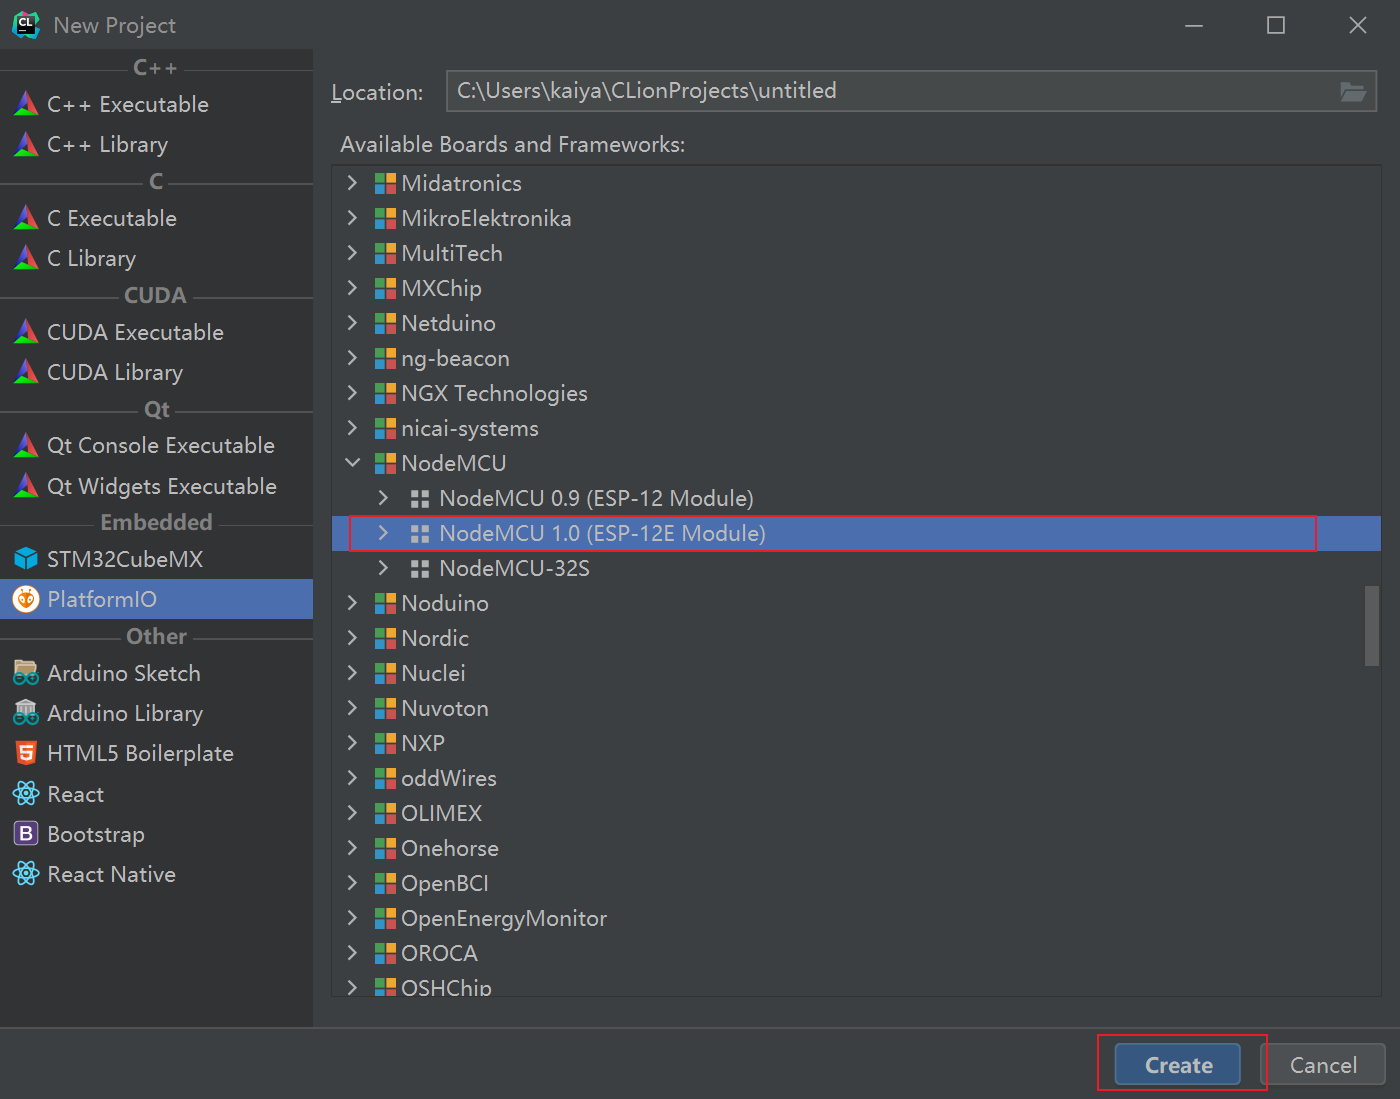 New Project
C++
C++ Executable
C++ Library
C
C Executable
C Library
CUDA
CUDA Executable
CUDA Library
Qt
Qt Console Executable
Qt Widgets Executable
Embedded
STM32CubeMX
PlatformIO
Other
Arduino Sketch
Arduino Library
HTML5 Boilerplate
React
Bootstrap
React Native
Location: C:\Users\kaiya\CLionProjects\untitled
Available Boards and Frameworks:
Midatronics
MikroElektronika
MultiTech
MXChip
Netduino
ng-beacon
NGX Technologies
nicai-systems
NodeMCU
NodeMCU 0.9 (ESP-12 Module)
NodeMCU 1.0 (ESP-12E Module)
NodeMCU-32S
Noduino
Nordic
Nuclei
Nuvoton
NXP
oddWires
OLIMEX
Onehorse
OpenBCI
OpenEnergyMonitor
OROCA
OSHChip
Create
Cancel